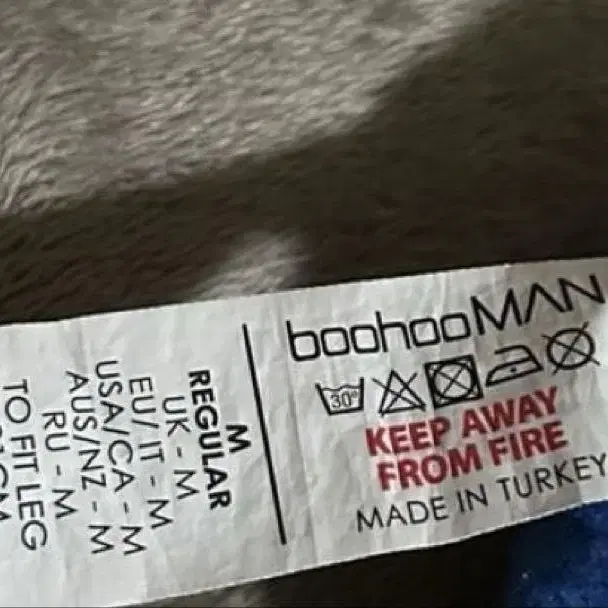 boohooMAN
30°
KEEP AWAY
FROM FIRE
MADE IN TURKEY
M
REGULAR
UK - M
EU/ IT - M
USA/CA - M
AUS/NZ - M
RU - M
TO FIT LEG